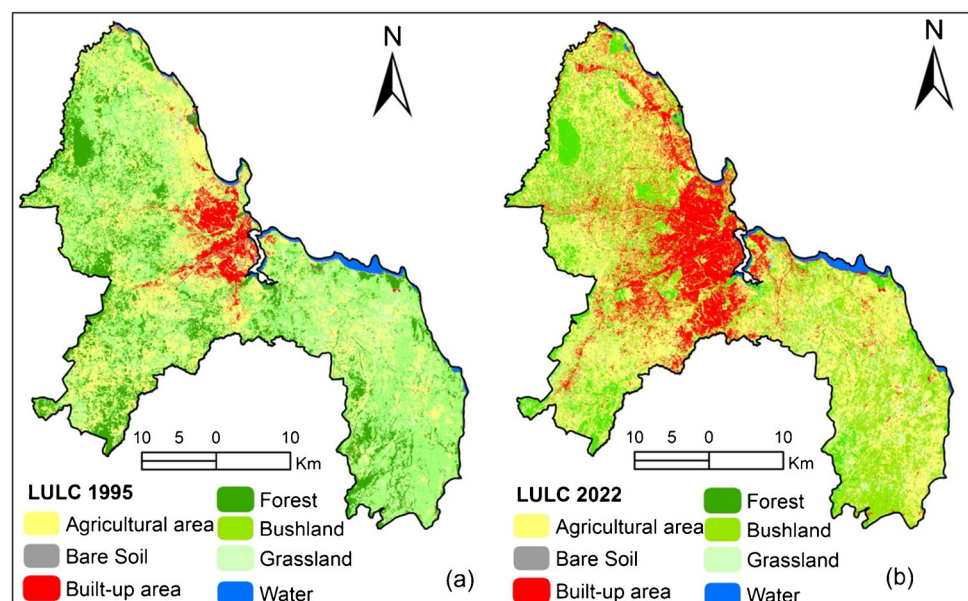 N
10 5 0 10
Km
LULC 1995
Agricultural area
Bare Soil
Built-up area
Forest
Bushland
Grassland
Water
(a)
N
10 5 0 10
Km
LULC 2022
Agricultural area
Bare Soil
Built-up area
Forest
Bushland
Grassland
Water
(b)